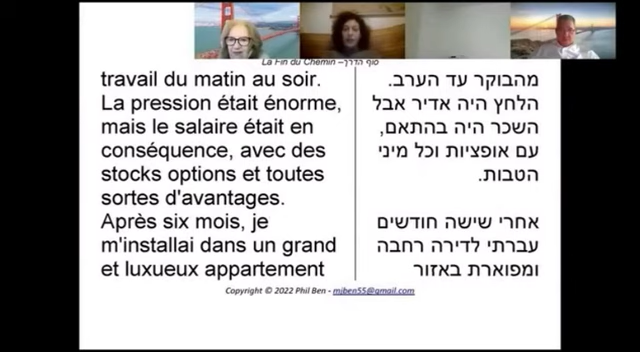 La Fin du Chemin – סוף הדרך
travail du matin au soir.
La pression était énorme,
mais le salaire était en
conséquence, avec des
stocks options et toutes
sortes d'avantages.
Après six mois, je
m'installai dans un grand
et luxueux appartement
מהבוקר עד הערב.
הלחץ היה אדיר אבל
השכר היה בהתאם,
עם אופציות וכל מיני
הטבות.
אחרי שישה חודשים
עברתי לדירה רחבה
ומפוארת באזור
Copyright © 2022 Phil Ben - mjben55@gmail.com